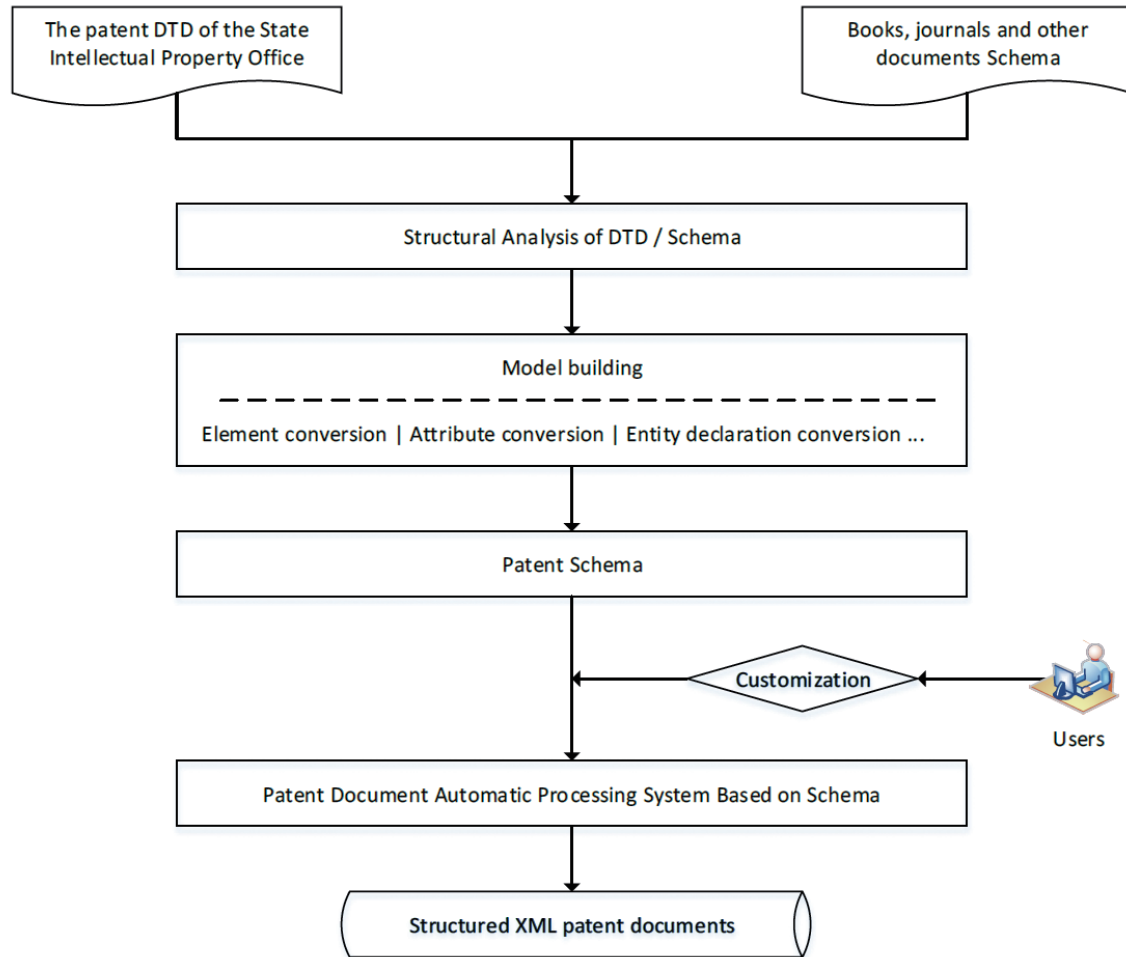 The patent DTD of the State
Intellectual Property Office
Books, journals and other
documents Schema
Structural Analysis of DTD / Schema
Model building
Element conversion | Attribute conversion | Entity declaration conversion ...
Patent Schema
Customization
Users
Patent Document Automatic Processing System Based on Schema
Structured XML patent documents